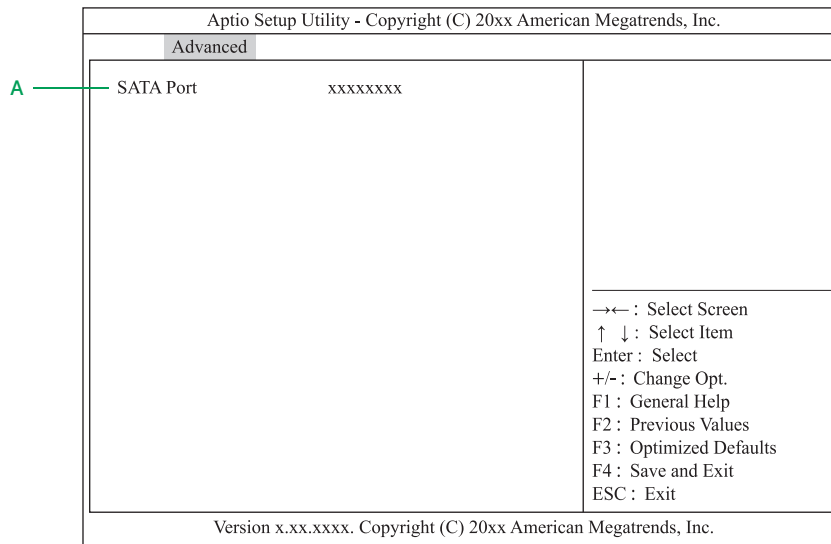 Aptio Setup Utility - Copyright (C) 20xx American Megatrends, Inc.
Advanced
A
SATA Port xxxxxxxx
→←: Select Screen
↑ ↓: Select Item
Enter : Select
+/-: Change Opt.
F1: General Help
F2: Previous Values
F3: Optimized Defaults
F4: Save and Exit
ESC: Exit
Version x.xx.xxxx. Copyright (C) 20xx American Megatrends, Inc.